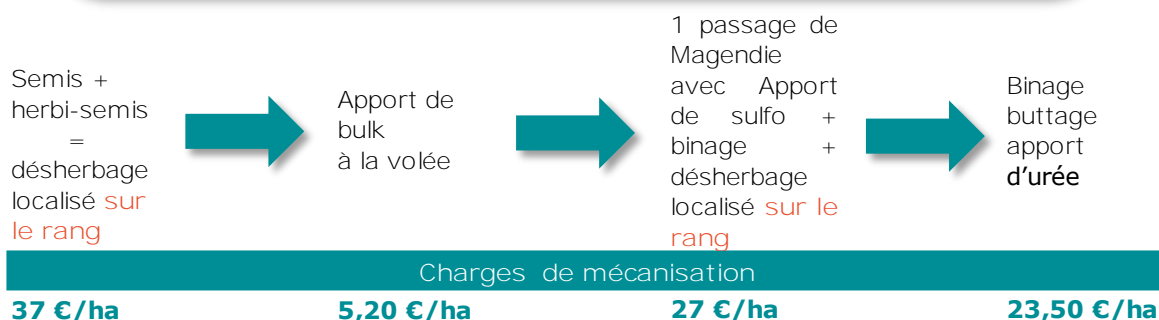 Semis +
herbi-semis
=
désherbage
localisé sur
le rang
Apport de
bulk
à la volée
1 passage de
Magendie
avec Apport
de sulfo +
binage +
désherbage
localisé sur le
rang
Binage
buttage
apport
d'urée
Charges de mécanisation
37 €/ha
5,20 €/ha
27 €/ha
23,50 €/ha